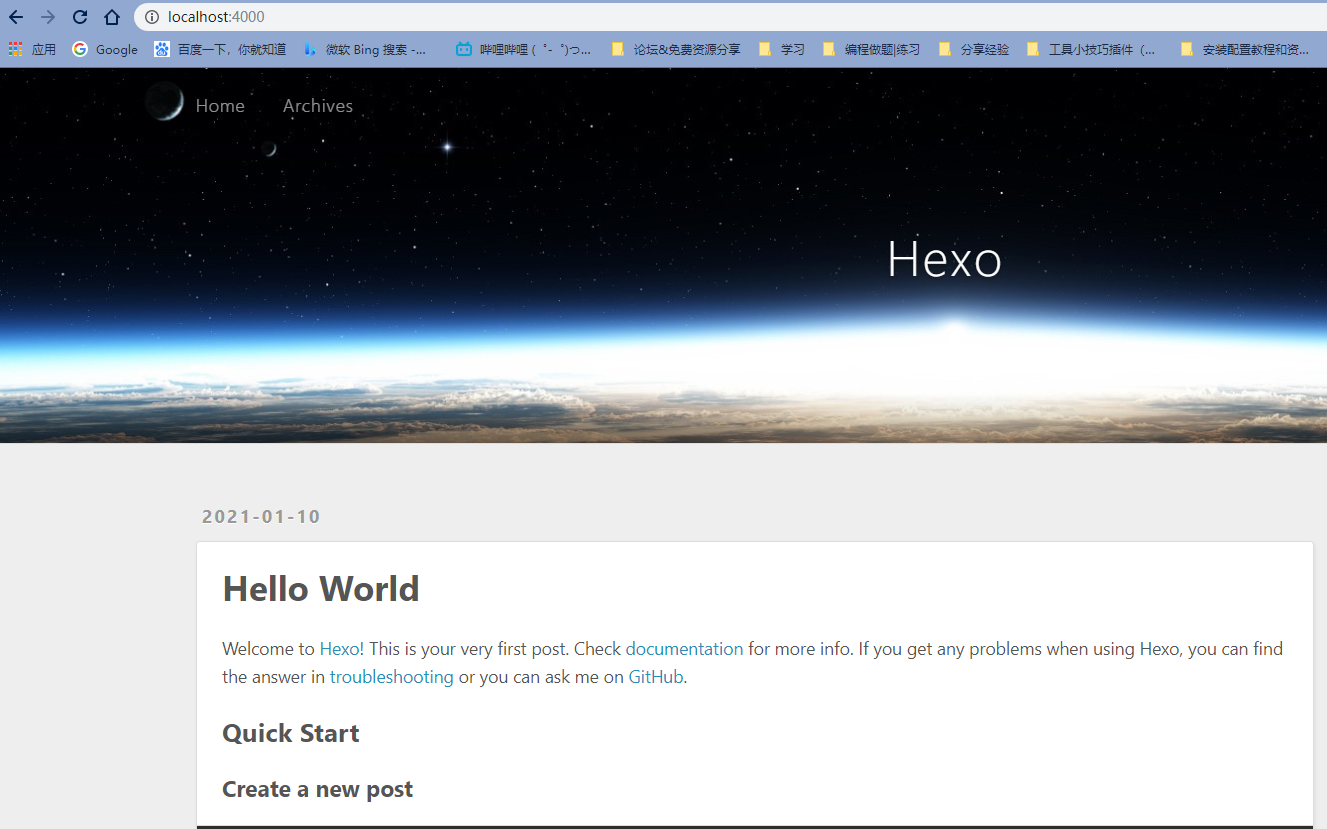 localhost:4000
应用 Google 百度一下，你就知道 微软 Bing 搜索 -... 哔哩哔哩 ( ゜- ゜)つ... 论坛&免费资源分享 学习 编程做题|练习 分享经验 工具小技巧插件（... 安装配置教程和资...
Home Archives
Hexo
2021-01-10
Hello World
Welcome to Hexo! This is your very first post. Check documentation for more info. If you get any problems when using Hexo, you can find
the answer in troubleshooting or you can ask me on GitHub.
Quick Start
Create a new post